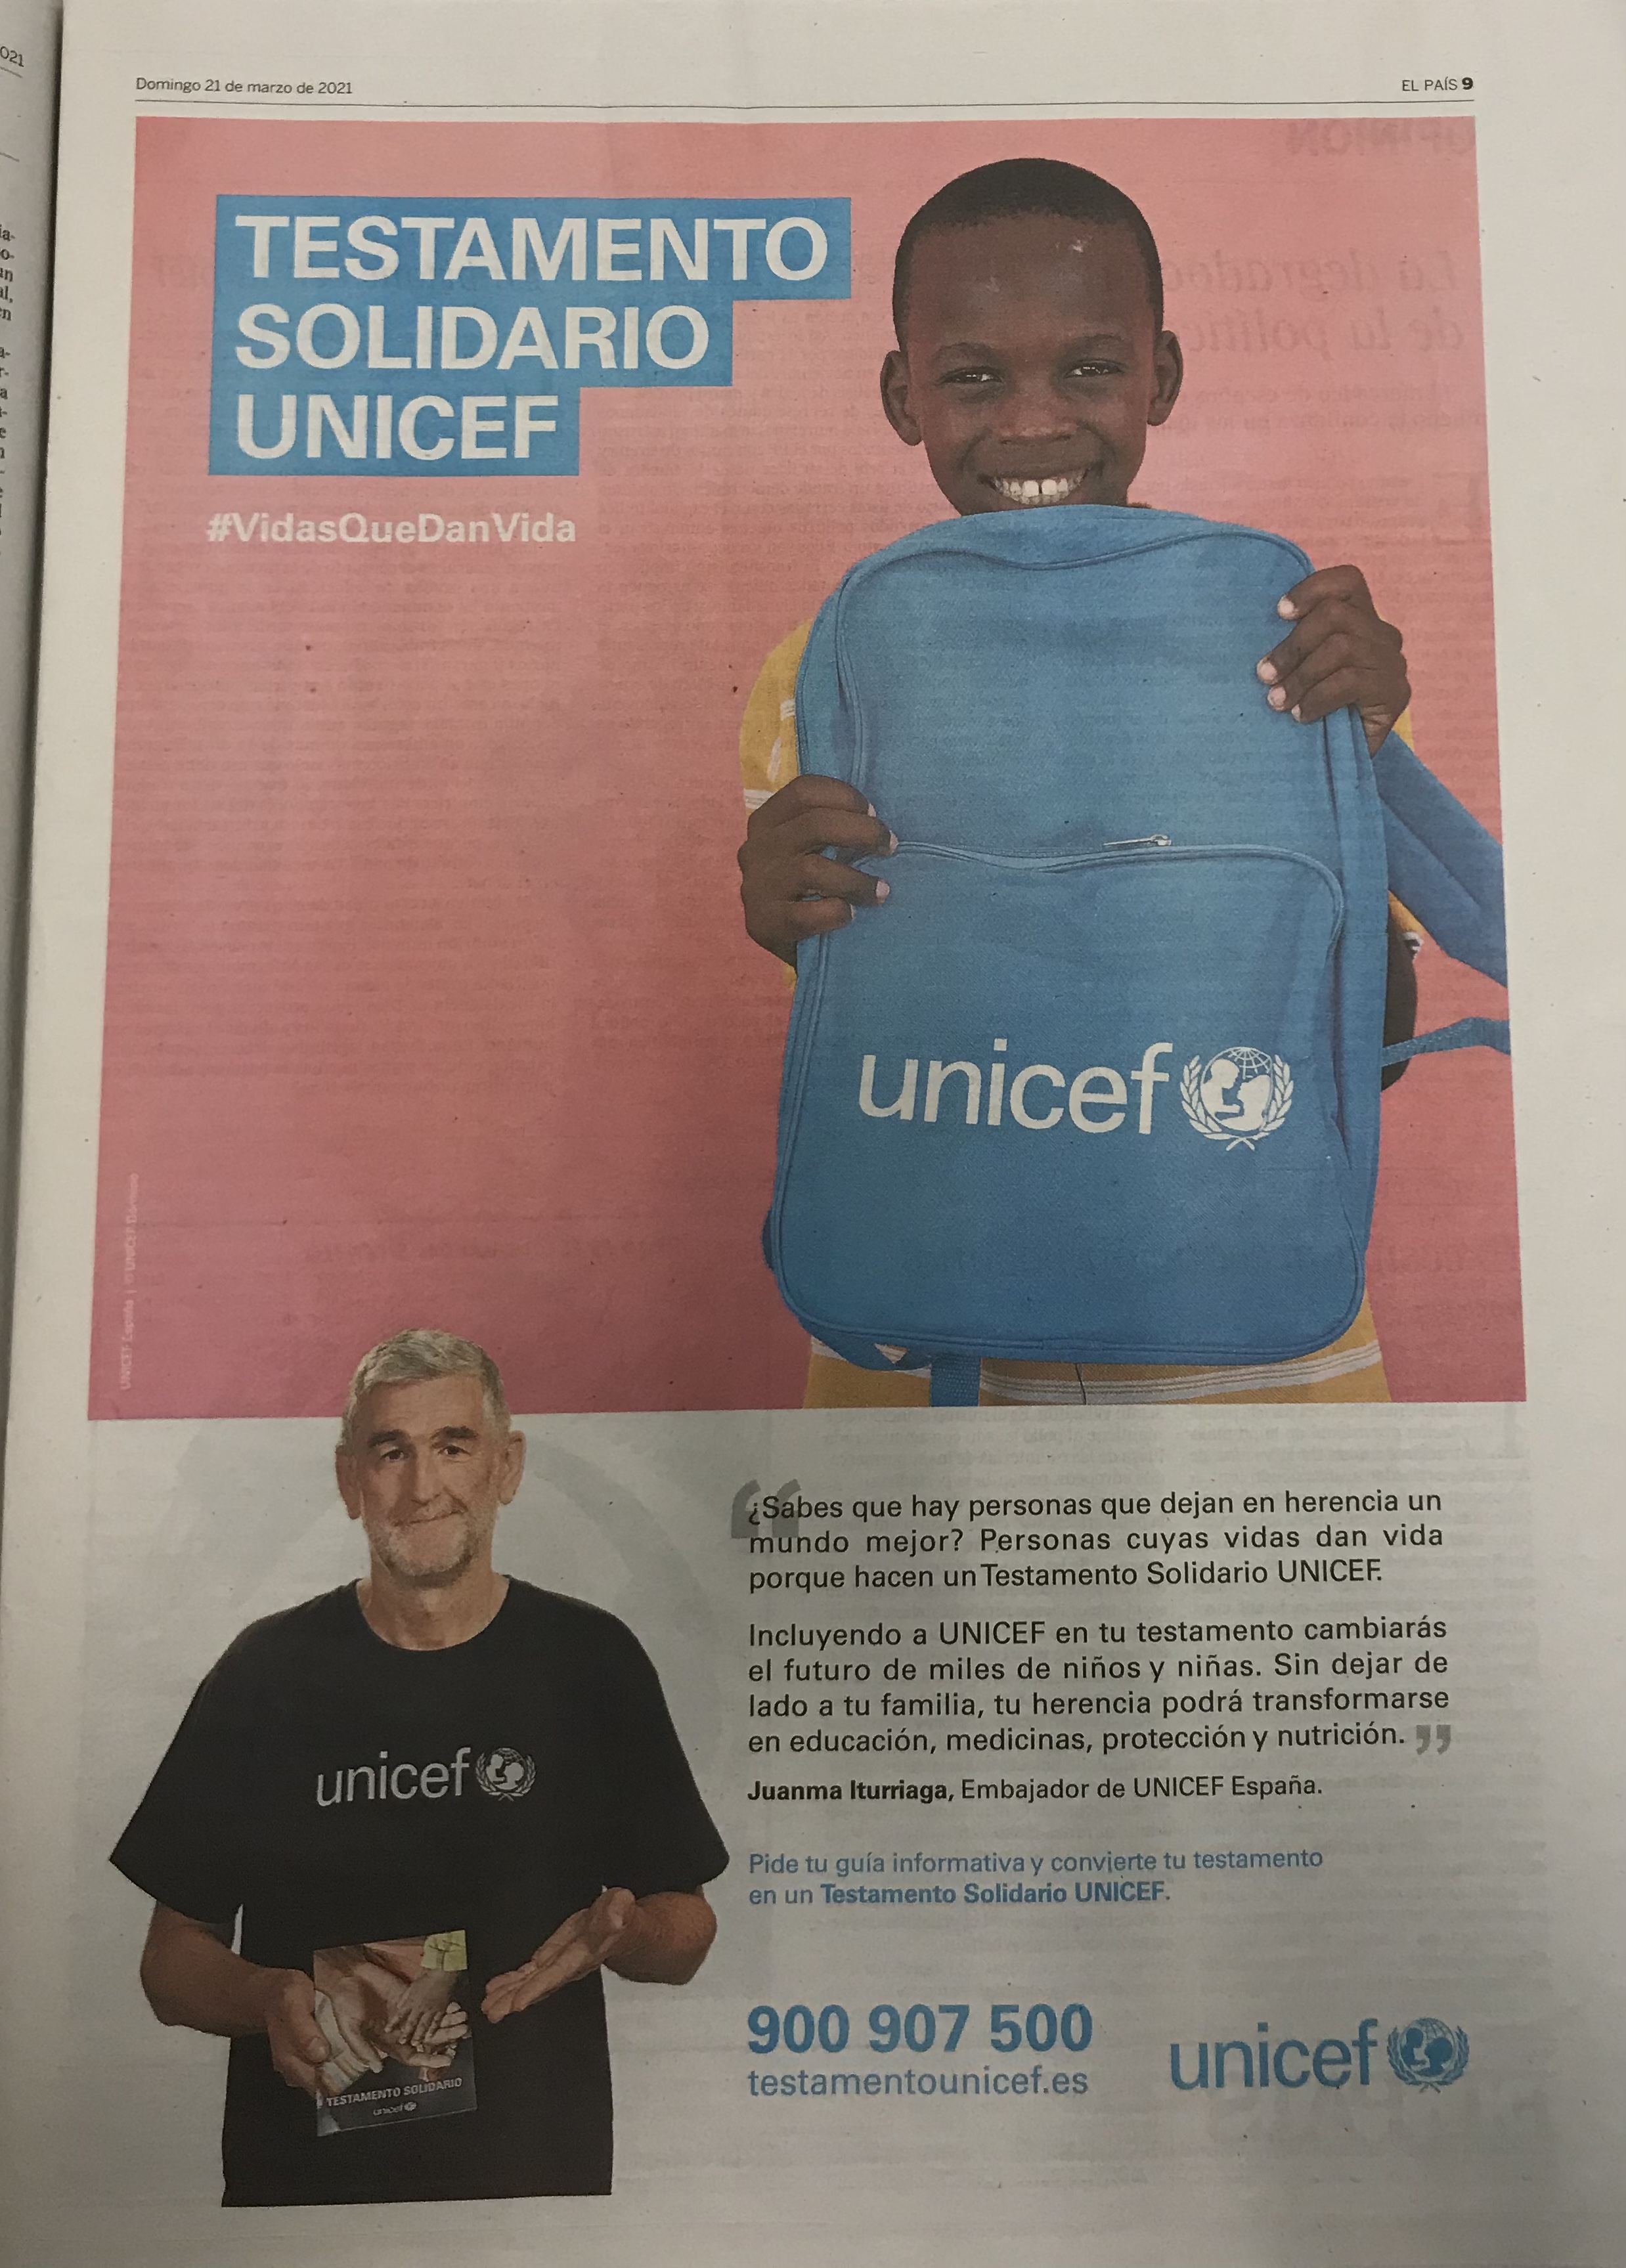 Domingo 21 de marzo de 2021
EL PAÍS 9
TESTAMENTO
SOLIDARIO
UNICEF
#VidasQueDanVida
unicef
UNICEF España | © UNICEF/
¿Sabes que hay personas que dejan en herencia un
mundo mejor? Personas cuyas vidas dan vida
porque hacen un Testamento Solidario UNICEF.
Incluyendo a UNICEF en tu testamento cambiarás
el futuro de miles de niños y niñas. Sin dejar de
lado a tu familia, tu herencia podrá transformarse
en educación, medicinas, protección y nutrición. ”
Juanma Iturriaga, Embajador de UNICEF España.
unicef
Pide tu guía informativa y convierte tu testamento
en un Testamento Solidario UNICEF.
TESTAMENTO SOLIDARIO
unicef
900 907 500
testamentounicef.es
unicef